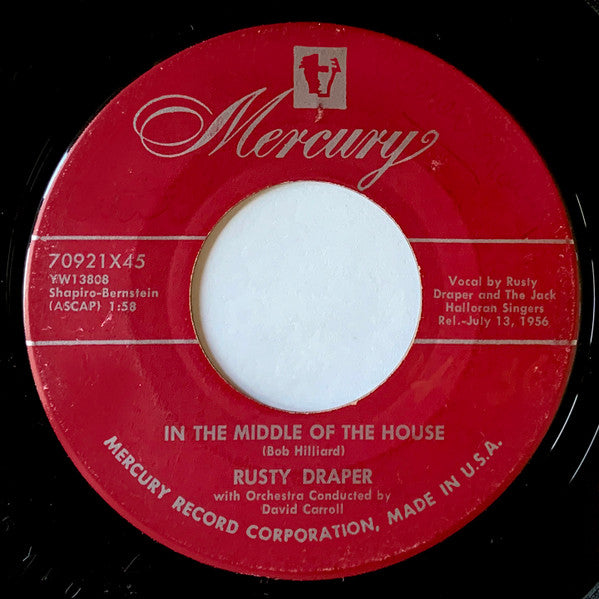 Mercury
70921X45
YW13808
Shapiro-Bernstein
(ASCAP) 1:58
Vocal by Rusty
Draper and The Jack
Halloran Singers
Rel.-July 13, 1956
IN THE MIDDLE OF THE HOUSE
(Bob Hilliard)
RUSTY DRAPER
with Orchestra Conducted by
David Carroll
MERCURY RECORD CORPORATION, MADE IN U.S.A.